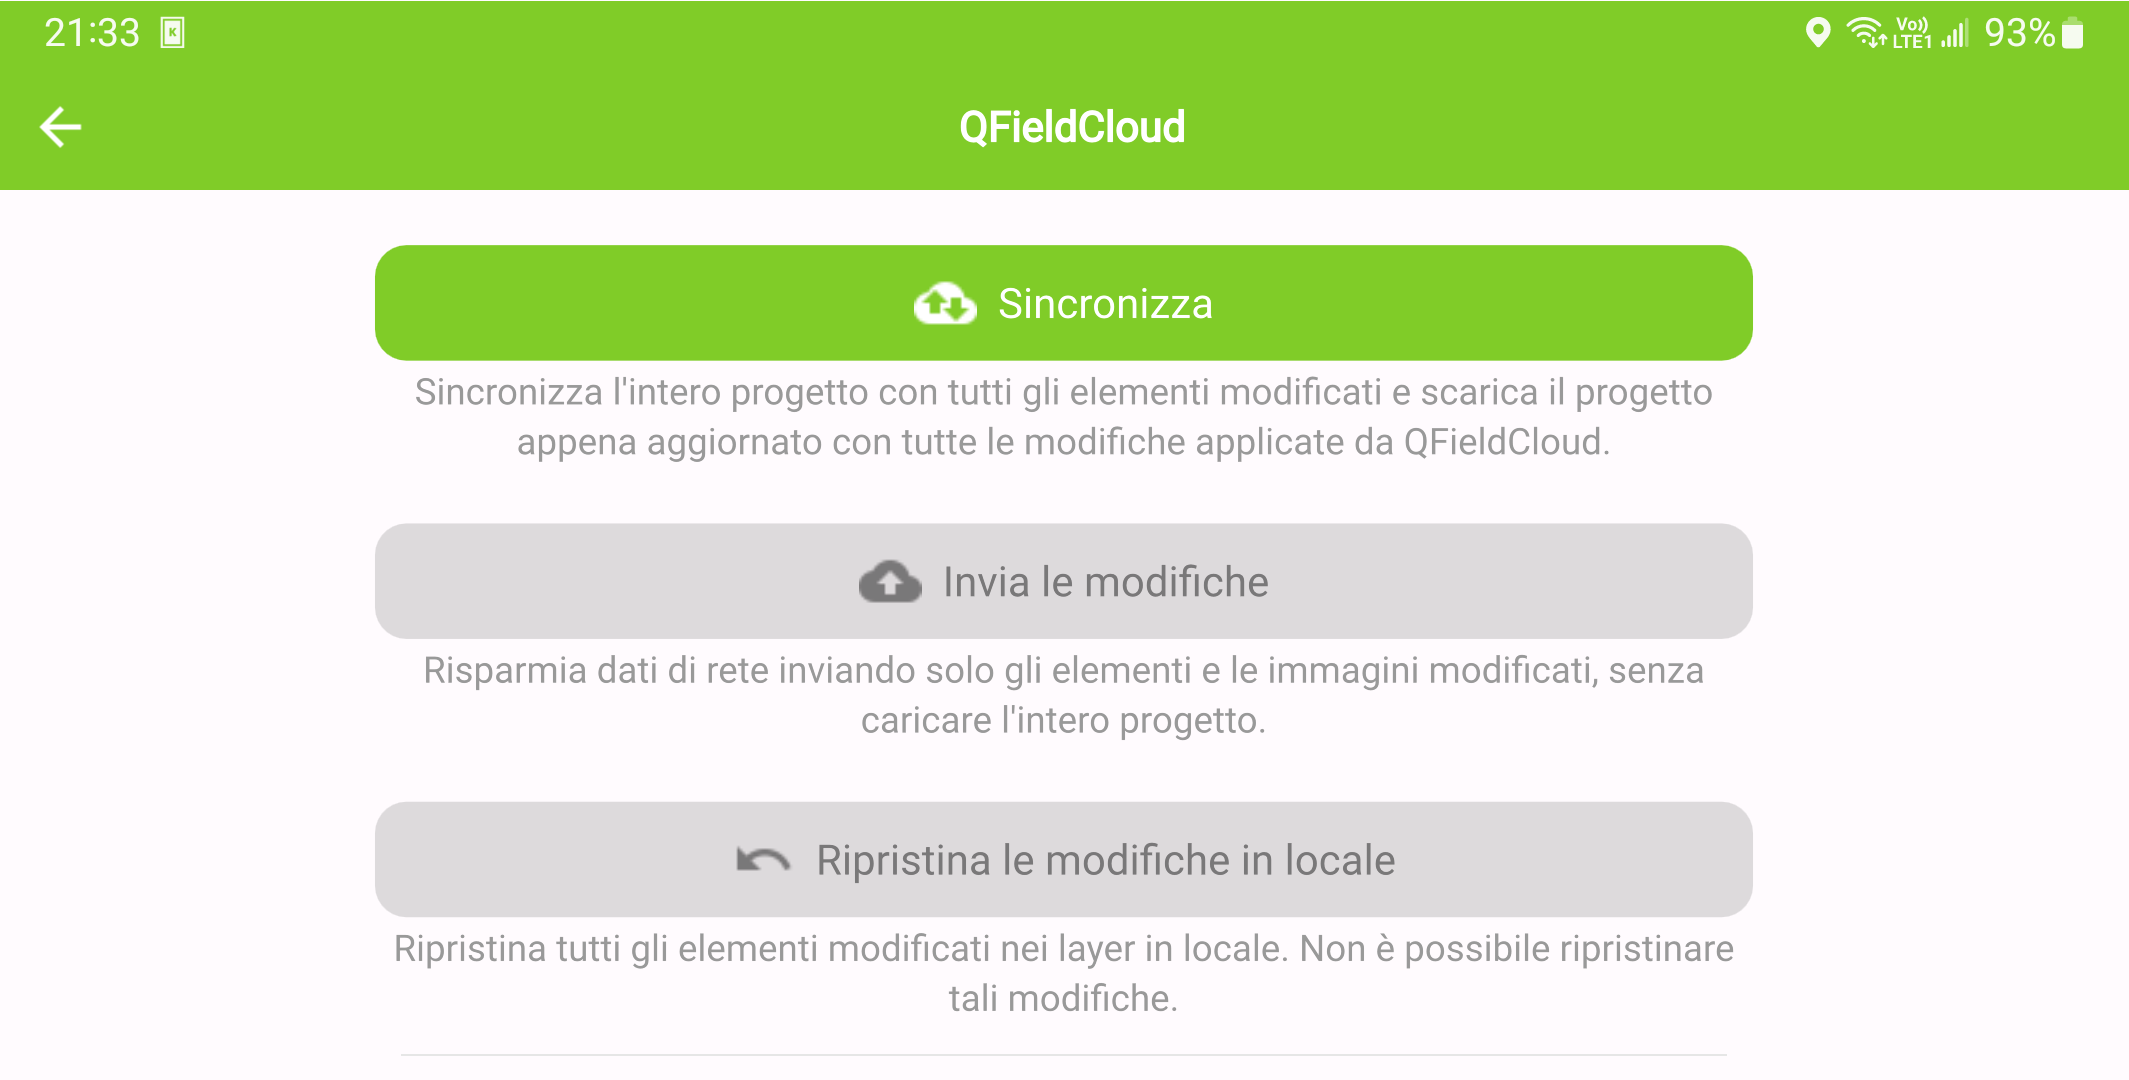 21:33 K Vo)) LTE1 93%
QFieldCloud
Sincronizza
Sincronizza l'intero progetto con tutti gli elementi modificati e scarica il progetto
appena aggiornato con tutte le modifiche applicate da QFieldCloud.
Invia le modifiche
Risparmia dati di rete inviando solo gli elementi e le immagini modificati, senza
caricare l'intero progetto.
Ripristina le modifiche in locale
Ripristina tutti gli elementi modificati nei layer in locale. Non è possibile ripristinare
tali modifiche.